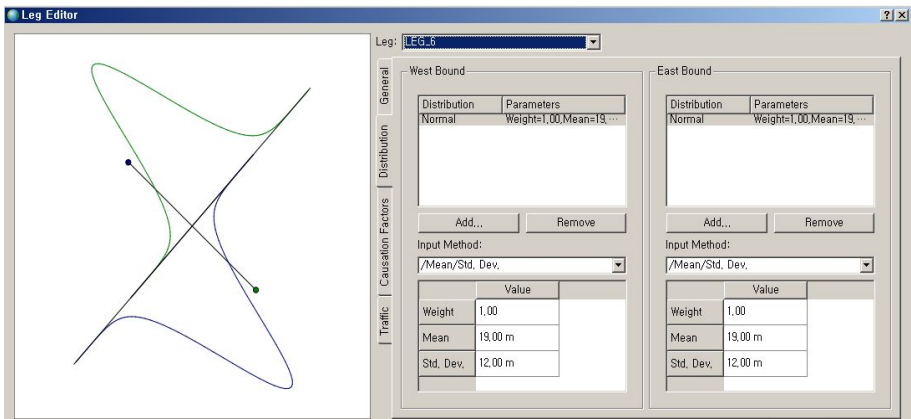 Leg Editor
Leg: LEG_6
General
Distribution
Causation Factors
Traffic
West Bound
Distribution Parameters
Normal Weight=1,00,Mean=19, ...
Add,,, Remove
Input Method:
/Mean/Std, Dev,
Value
Weight 1,00
Mean 19,00 m
Std, Dev, 12,00 m
East Bound
Distribution Parameters
Normal Weight=1,00,Mean=19, ...
Add,,, Remove
Input Method:
/Mean/Std, Dev,
Value
Weight 1,00
Mean 19,00 m
Std, Dev, 12,00 m